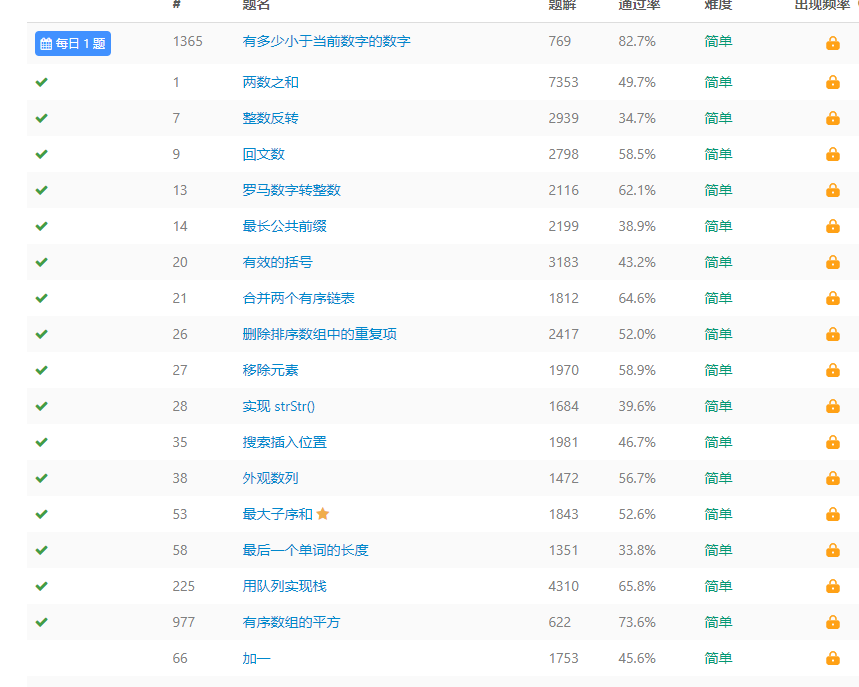 # 题名 题解 通过率 难度 出现频率
每日 1 题 1365 有多少小于当前数字的数字 769 82.7% 简单
1 两数之和 7353 49.7% 简单
7 整数反转 2939 34.7% 简单
9 回文数 2798 58.5% 简单
13 罗马数字转整数 2116 62.1% 简单
14 最长公共前缀 2199 38.9% 简单
20 有效的括号 3183 43.2% 简单
21 合并两个有序链表 1812 64.6% 简单
26 删除排序数组中的重复项 2417 52.0% 简单
27 移除元素 1970 58.9% 简单
28 实现 strStr() 1684 39.6% 简单
35 搜索插入位置 1981 46.7% 简单
38 外观数列 1472 56.7% 简单
53 最大子序和 1843 52.6% 简单
58 最后一个单词的长度 1351 33.8% 简单
225 用队列实现栈 4310 65.8% 简单
977 有序数组的平方 622 73.6% 简单
66 加一 1753 45.6% 简单